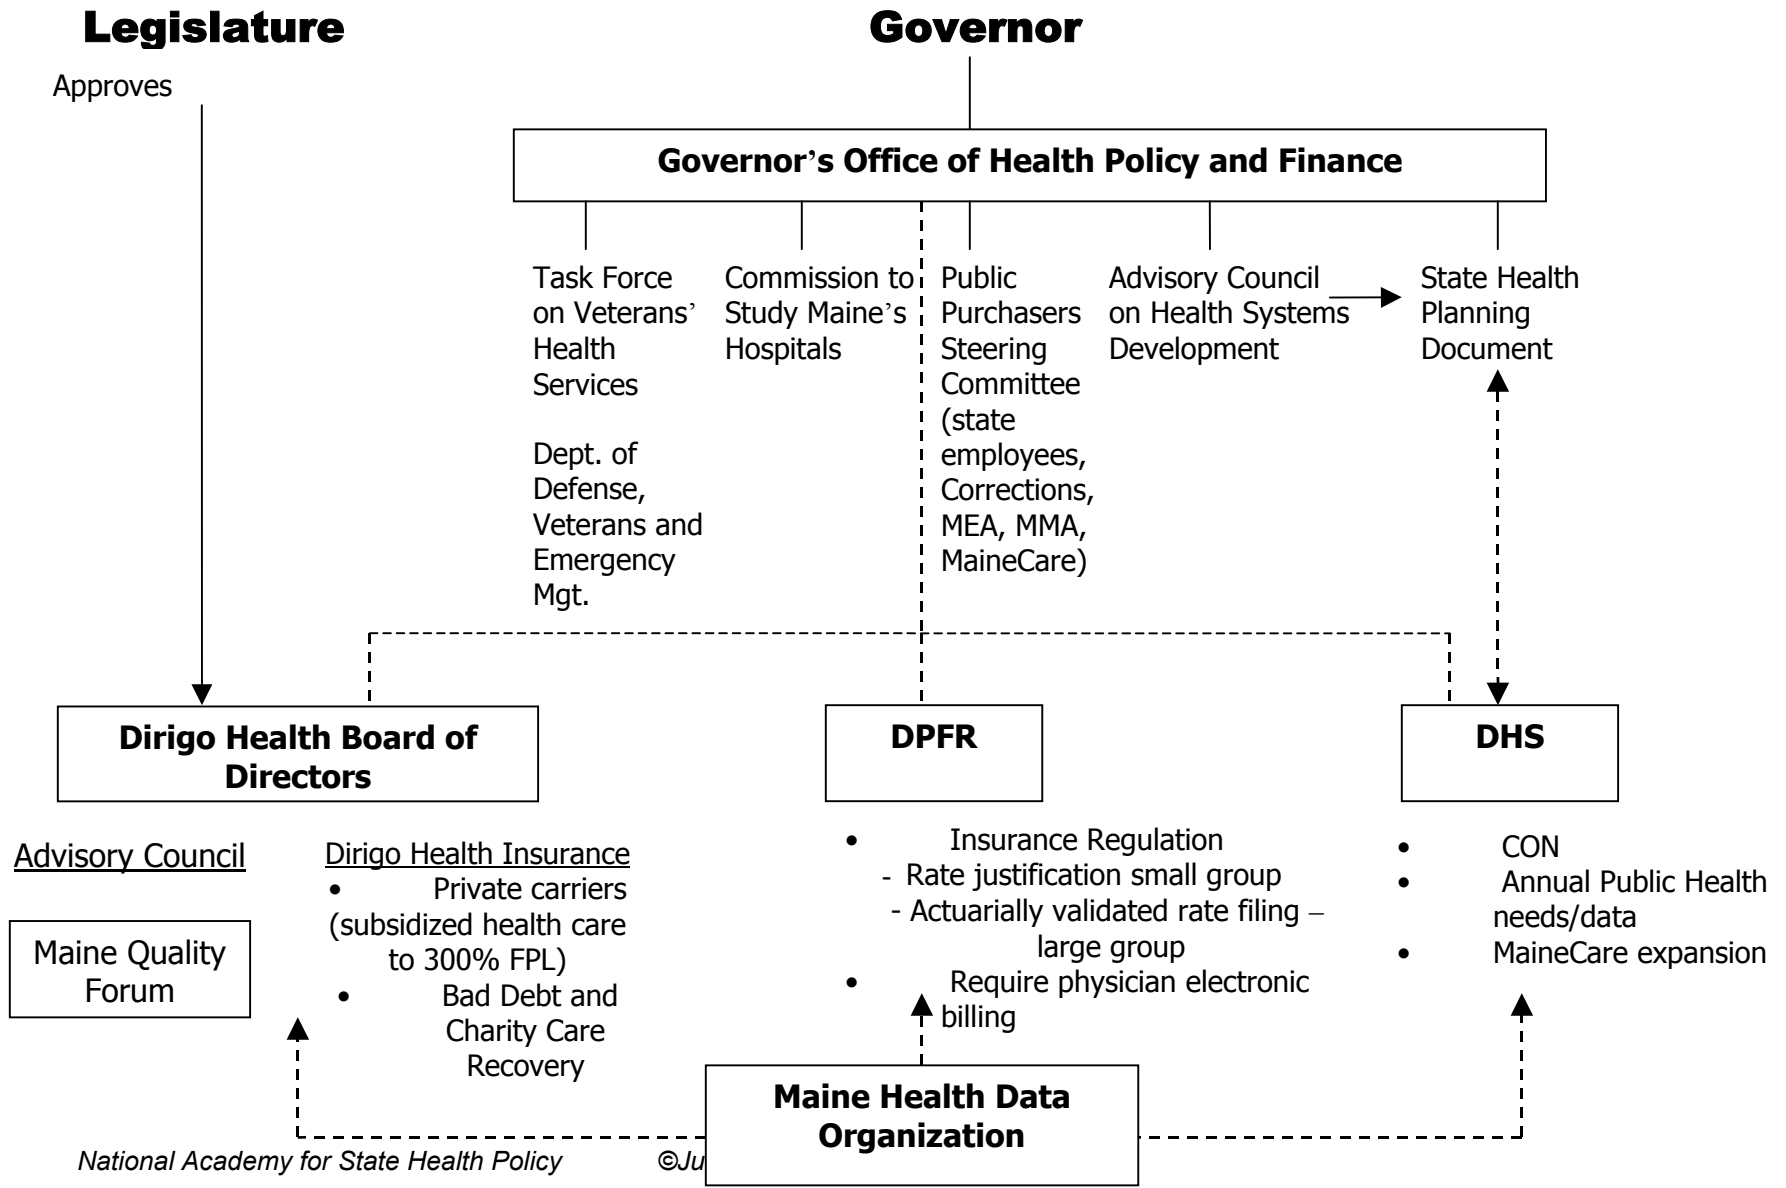 Legislature
Governor
Approves
Governor’s Office of Health Policy and Finance
Task Force
on Veterans’
Health
Services
Dept. of
Defense,
Veterans and
Emergency
Mgt.
Commission to
Study Maine’s
Hospitals
Public
Purchasers
Steering
Committee
(state
employees,
Corrections,
MEA, MMA,
MaineCare)
Advisory Council
on Health Systems
Development
State Health
Planning
Document
Dirigo Health Board of
Directors
DPFR
DHS
Advisory Council
Maine Quality
Forum
Dirigo Health Insurance
• Private carriers
(subsidized health care
to 300% FPL)
• Bad Debt and
Charity Care
Recovery
• Insurance Regulation
- Rate justification small group
- Actuarially validated rate filing –
large group
• Require physician electronic
billing
• CON
• Annual Public Health
needs/data
• MaineCare expansion
Maine Health Data
Organization
National Academy for State Health Policy ©Ju